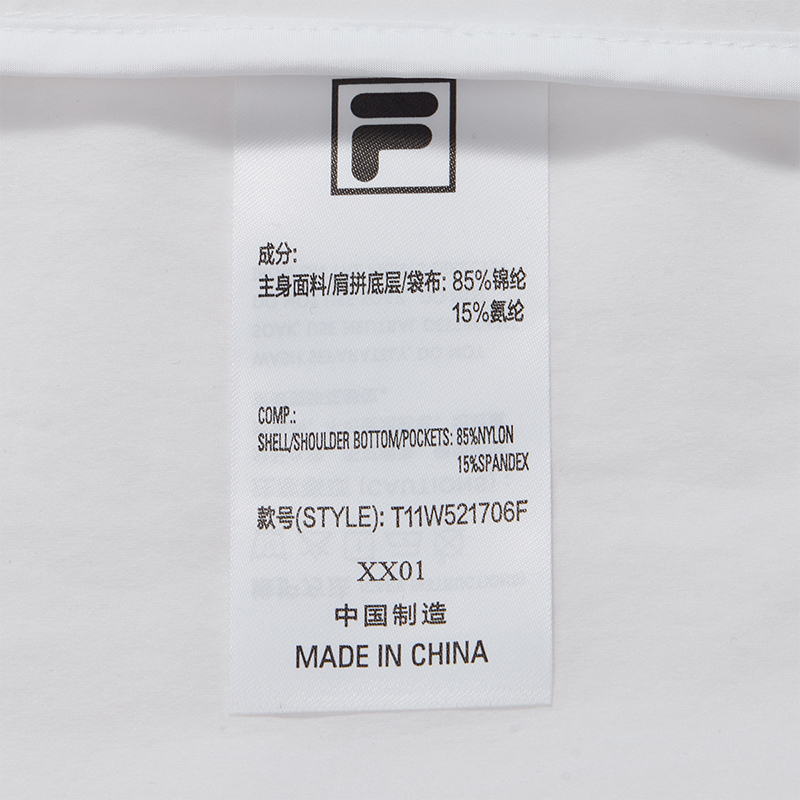 F
成分:
主身面料/肩拼底层/袋布: 85%锦纶
15%氨纶
COMP.:
SHELL/SHOULDER BOTTOM/POCKETS: 85%NYLON
15%SPANDEX
款号(STYLE): T11W521706F
XX01
中国制造
MADE IN CHINA